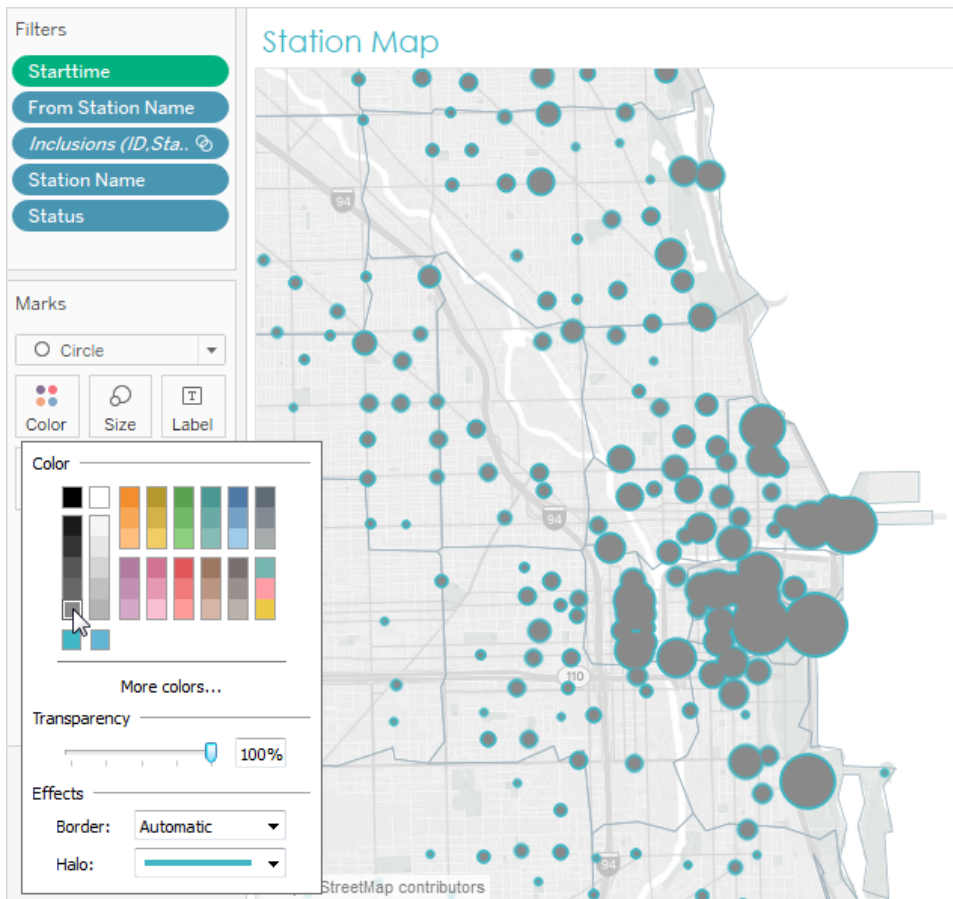 Filters
Station Map
Starttime
From Station Name
Inclusions (ID,Sta..
Station Name
Status
94
Marks
Circle
T
Color
Size
Label
Color
94
More colors...
110
Transparency
100%
Effects
Border:
Automatic
Halo:
94
StreetMap contributors